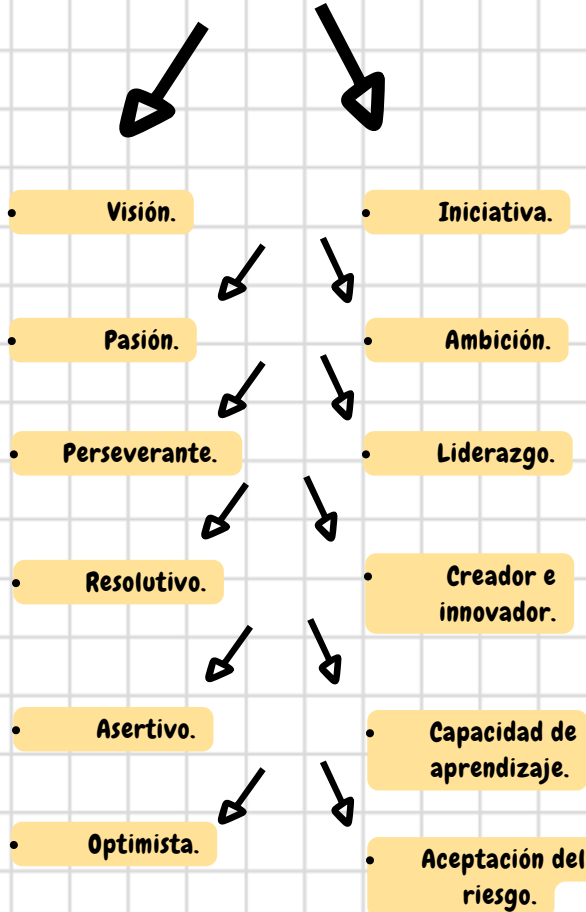 • Visión.
• Iniciativa.
• Pasión.
• Ambición.
• Perseverante.
• Liderazgo.
• Resolutivo.
• Creador e
innovador.
• Asertivo.
• Capacidad de
aprendizaje.
• Optimista.
• Aceptación del
riesgo.